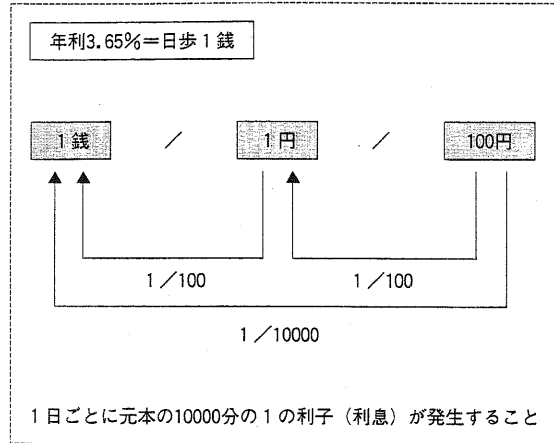 年利3.65%=日歩1銭
1銭 / 1円 / 100円
1/100 1/100
1/10000
1日ごとに元本の10000分の1の利子（利息）が発生すること